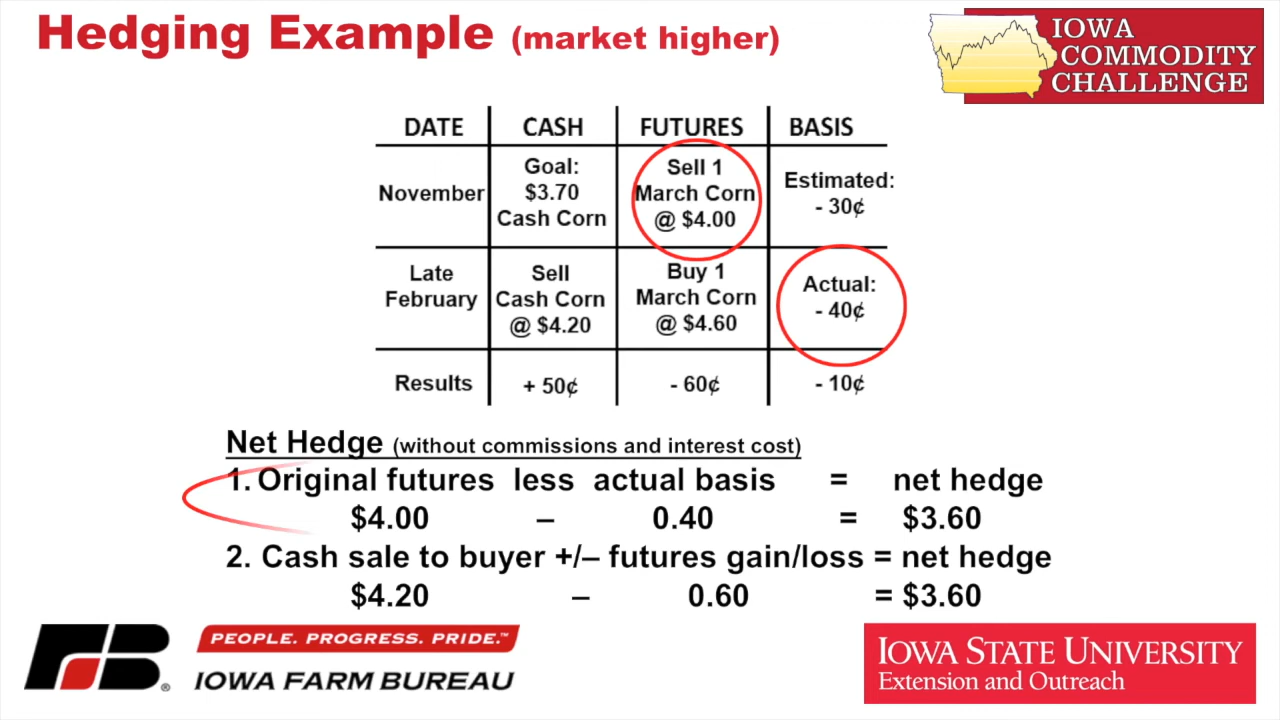 Hedging Example (market higher)
IOWA
COMMODITY
CHALLENGE
DATE CASH FUTURES BASIS
November
Goal:
$3.70
Cash Corn
Sell 1
March Corn
@ $4.00
Estimated:
- 30¢
Late
February
Sell
Cash Corn
@ $4.20
Buy 1
March Corn
@ $4.60
Actual:
- 40¢
Results + 50¢ - 60¢ - 10¢
Net Hedge (without commissions and interest cost)
1. Original futures less actual basis = net hedge
$4.00 – 0.40 = $3.60
2. Cash sale to buyer +/– futures gain/loss = net hedge
$4.20 – 0.60 = $3.60
PEOPLE. PROGRESS. PRIDE.™
IOWA FARM BUREAU
®
IOWA STATE UNIVERSITY
Extension and Outreach